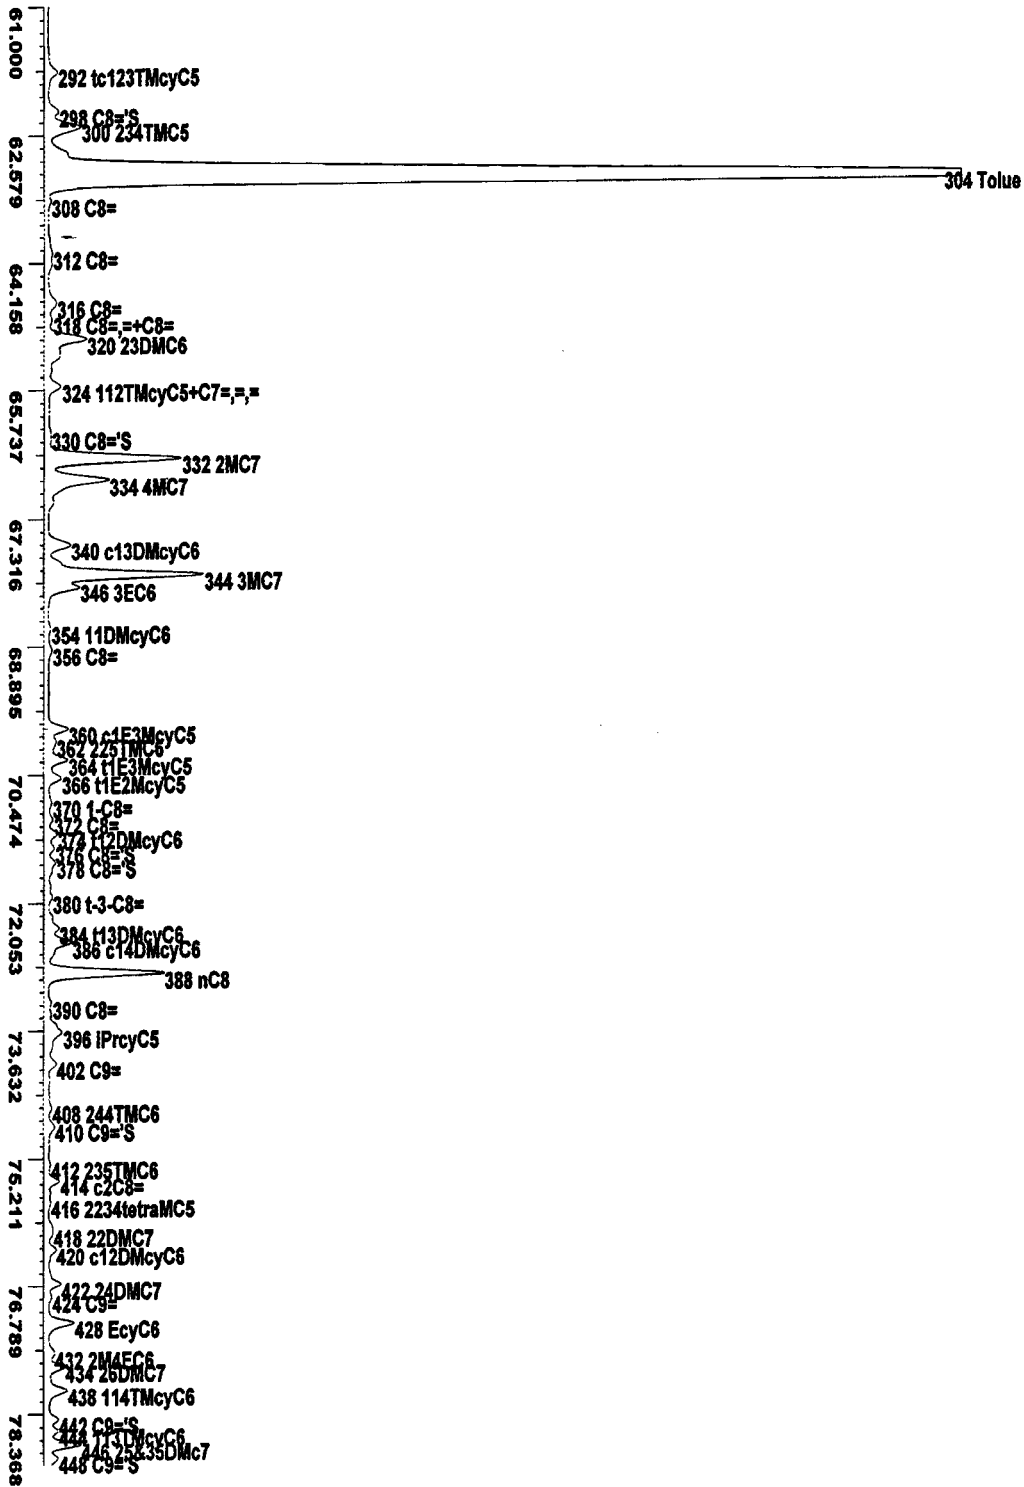 61.000
62.579
64.158
65.737
67.316
68.895
70.474
72.053
73.632
75.211
76.789
78.368
292 tc123TMcyC5
298 C8='S
300 234TMC5
304 Tolue
308 C8=
312 C8=
316 C8=
318 C8=,=+C8=
320 23DMC6
324 112TMcyC5+C7=,=,=
330 C8='S
332 2MC7
334 4MC7
340 c13DMcyC6
344 3MC7
346 3EC6
354 11DMcyC6
356 C8=
360 c1E3McyC5
362 225TMC6
364 t1E3McyC5
366 t1E2McyC5
370 1-C8=
372 C8=
374 t12DMcyC6
376 C8='S
378 C8='S
380 t-3-C8=
384 t13DMcyC6
386 c14DMcyC6
388 nC8
390 C8=
396 iPrcyC5
402 C9=
408 244TMC6
410 C9='S
412 235TMC6
414 c2C8=
416 2234tetraMC5
418 22DMC7
420 c12DMcyC6
422 24DMC7
424 C9=
428 EcyC6
432 2M4EC6
434 26DMC7
438 114TMcyC6
442 C9='S
444 113TMcyC6
446 25&35DMc7
448 C9='S